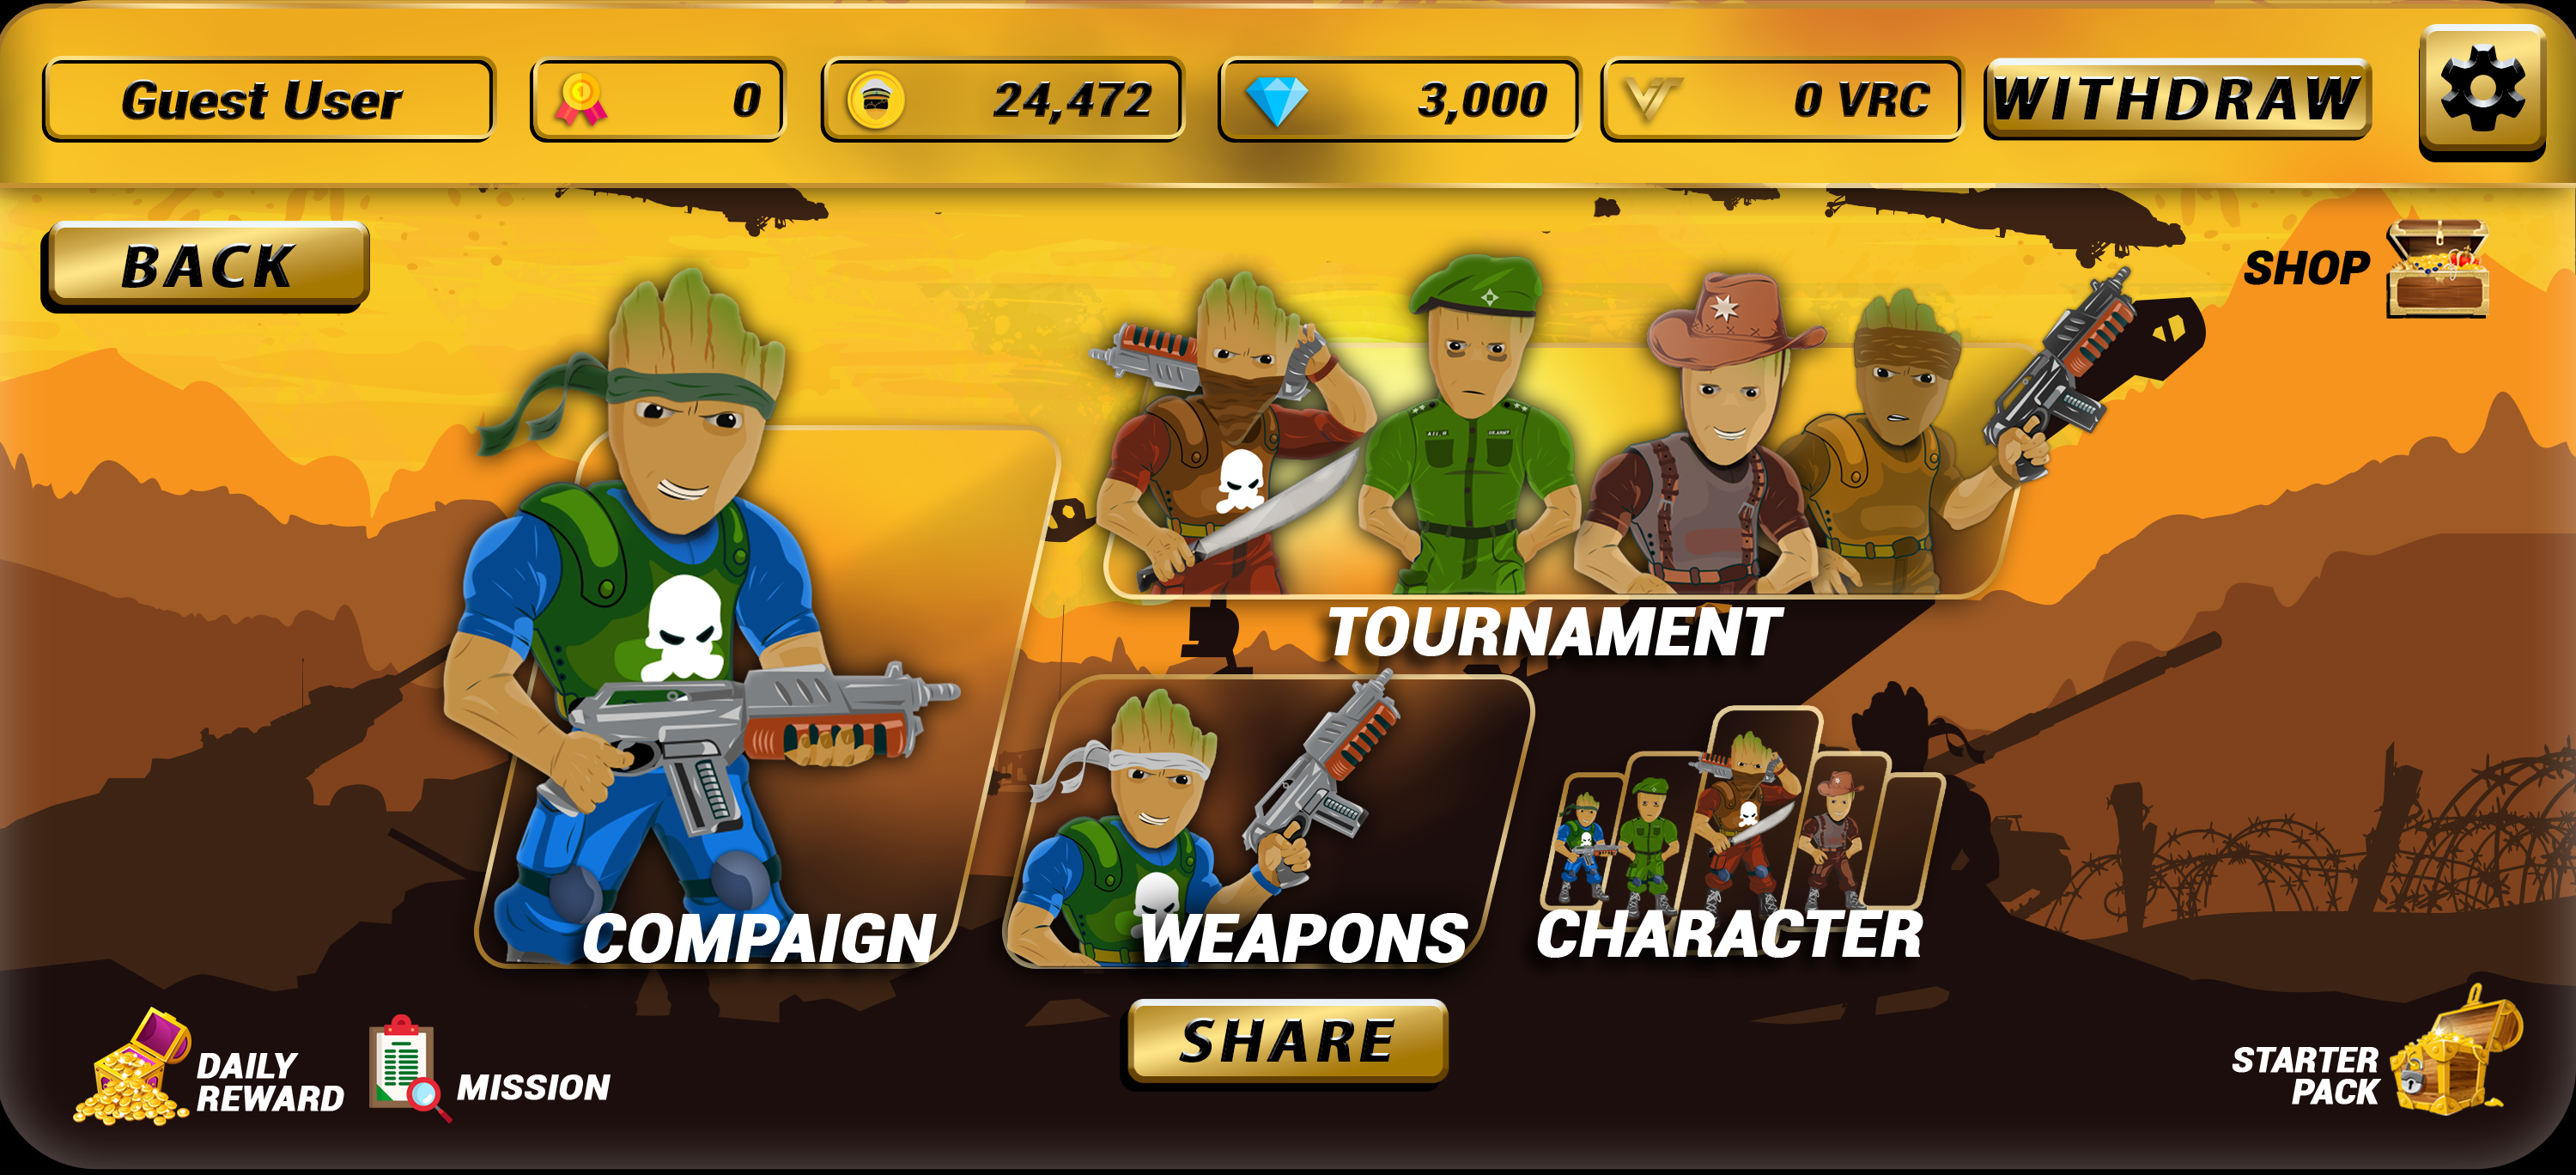 Guest User
0
24,472
3,000
0 VRC
WITHDRAW
BACK
SHOP
TOURNAMENT
COMPAIGN
WEAPONS
CHARACTER
SHARE
DAILY
REWARD
MISSION
STARTER
PACK